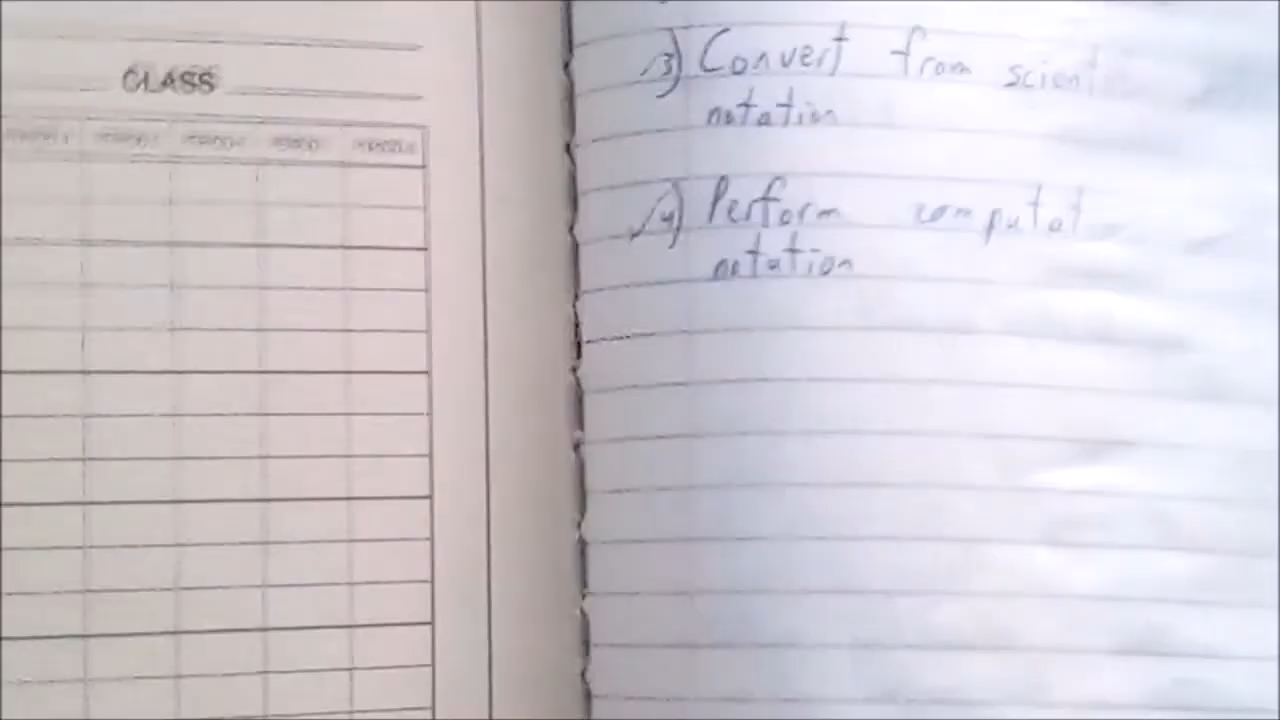 CLASS
3) Convert from scient
notation
4) Perform computat
notation